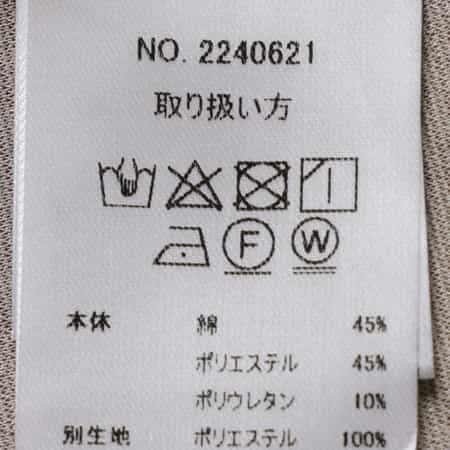 NO. 2240621
取り扱い方
F W
本体 綿 45%
ポリエステル 45%
ポリウレタン 10%
別生地 ポリエステル 100%